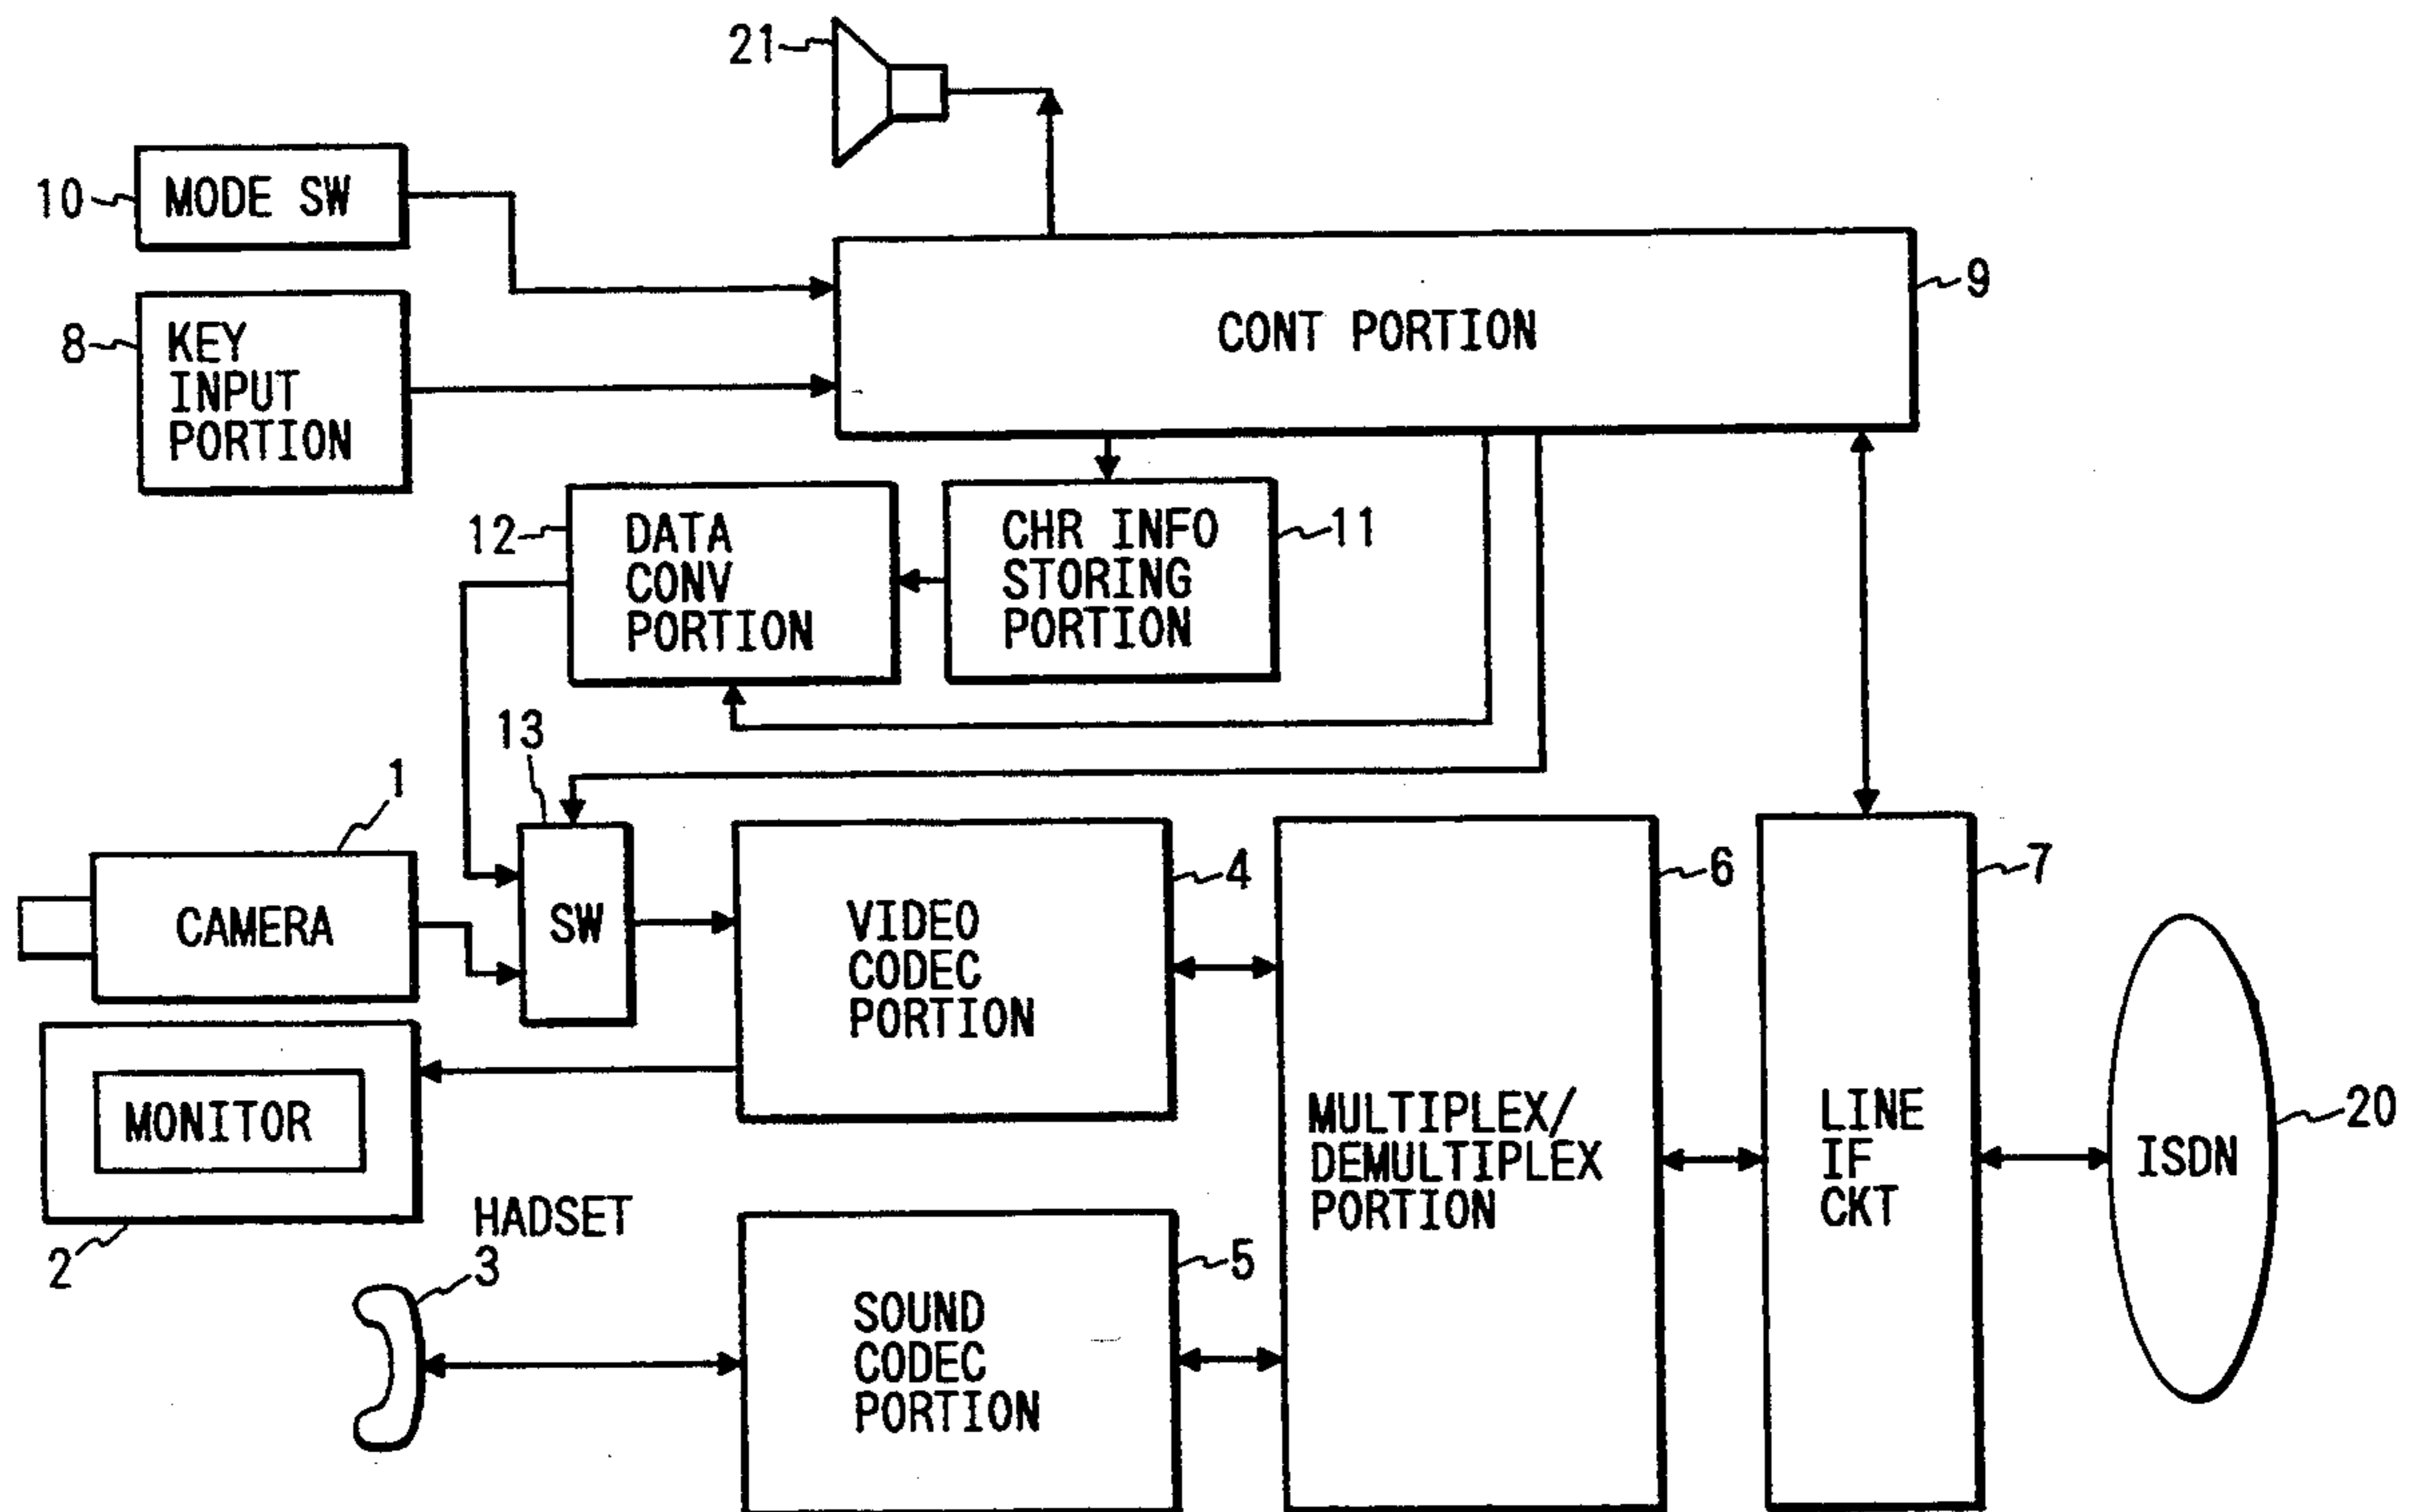 21
10
MODE SW
8
KEY
INPUT
PORTION
CONT PORTION
9
12
DATA
CONV
PORTION
CHR INFO
STORING
PORTION
11
13
1
CAMERA
SW
VIDEO
CODEC
PORTION
4
6
7
MONITOR
2
HADSET
3
SOUND
CODEC
PORTION
5
MULTIPLEX/
DEMULTIPLEX
PORTION
LINE
IF
CKT
ISDN
20